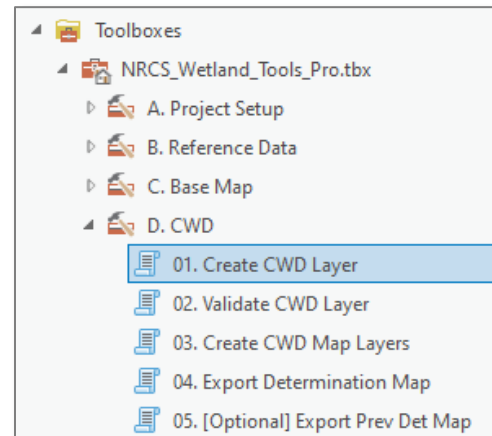 Toolboxes
NRCS_Wetland_Tools_Pro.tbx
A. Project Setup
B. Reference Data
C. Base Map
D. CWD
01. Create CWD Layer
02. Validate CWD Layer
03. Create CWD Map Layers
04. Export Determination Map
05. [Optional] Export Prev Det Map